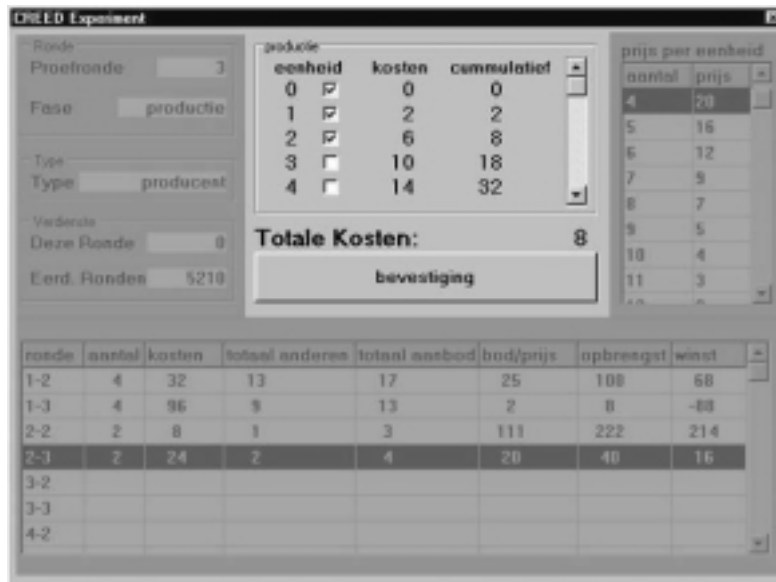 CREED Experiment
Ronde
Proefronde 3
Fase productie
Type
Type producent
Verdienste
Deze Ronde 0
Eerd. Ronden 5210
productie
eenheid kosten cummulatief
0 0 0
1 2 2
2 6 8
3 10 18
4 14 32
Totale Kosten: 8
bevestiging
prijs per eenheid
aantal prijs
4 20
5 16
6 12
7 9
8 7
9 5
10 4
11 3
ronde aantal kosten totaal anderen totaal aanbod bod/prijs opbrengst winst
1-2 4 32 13 17 25 100 68
1-3 4 96 9 13 2 8 -88
2-2 2 8 1 3 111 222 214
2-3 2 24 2 4 20 40 16
3-2
3-3
4-2